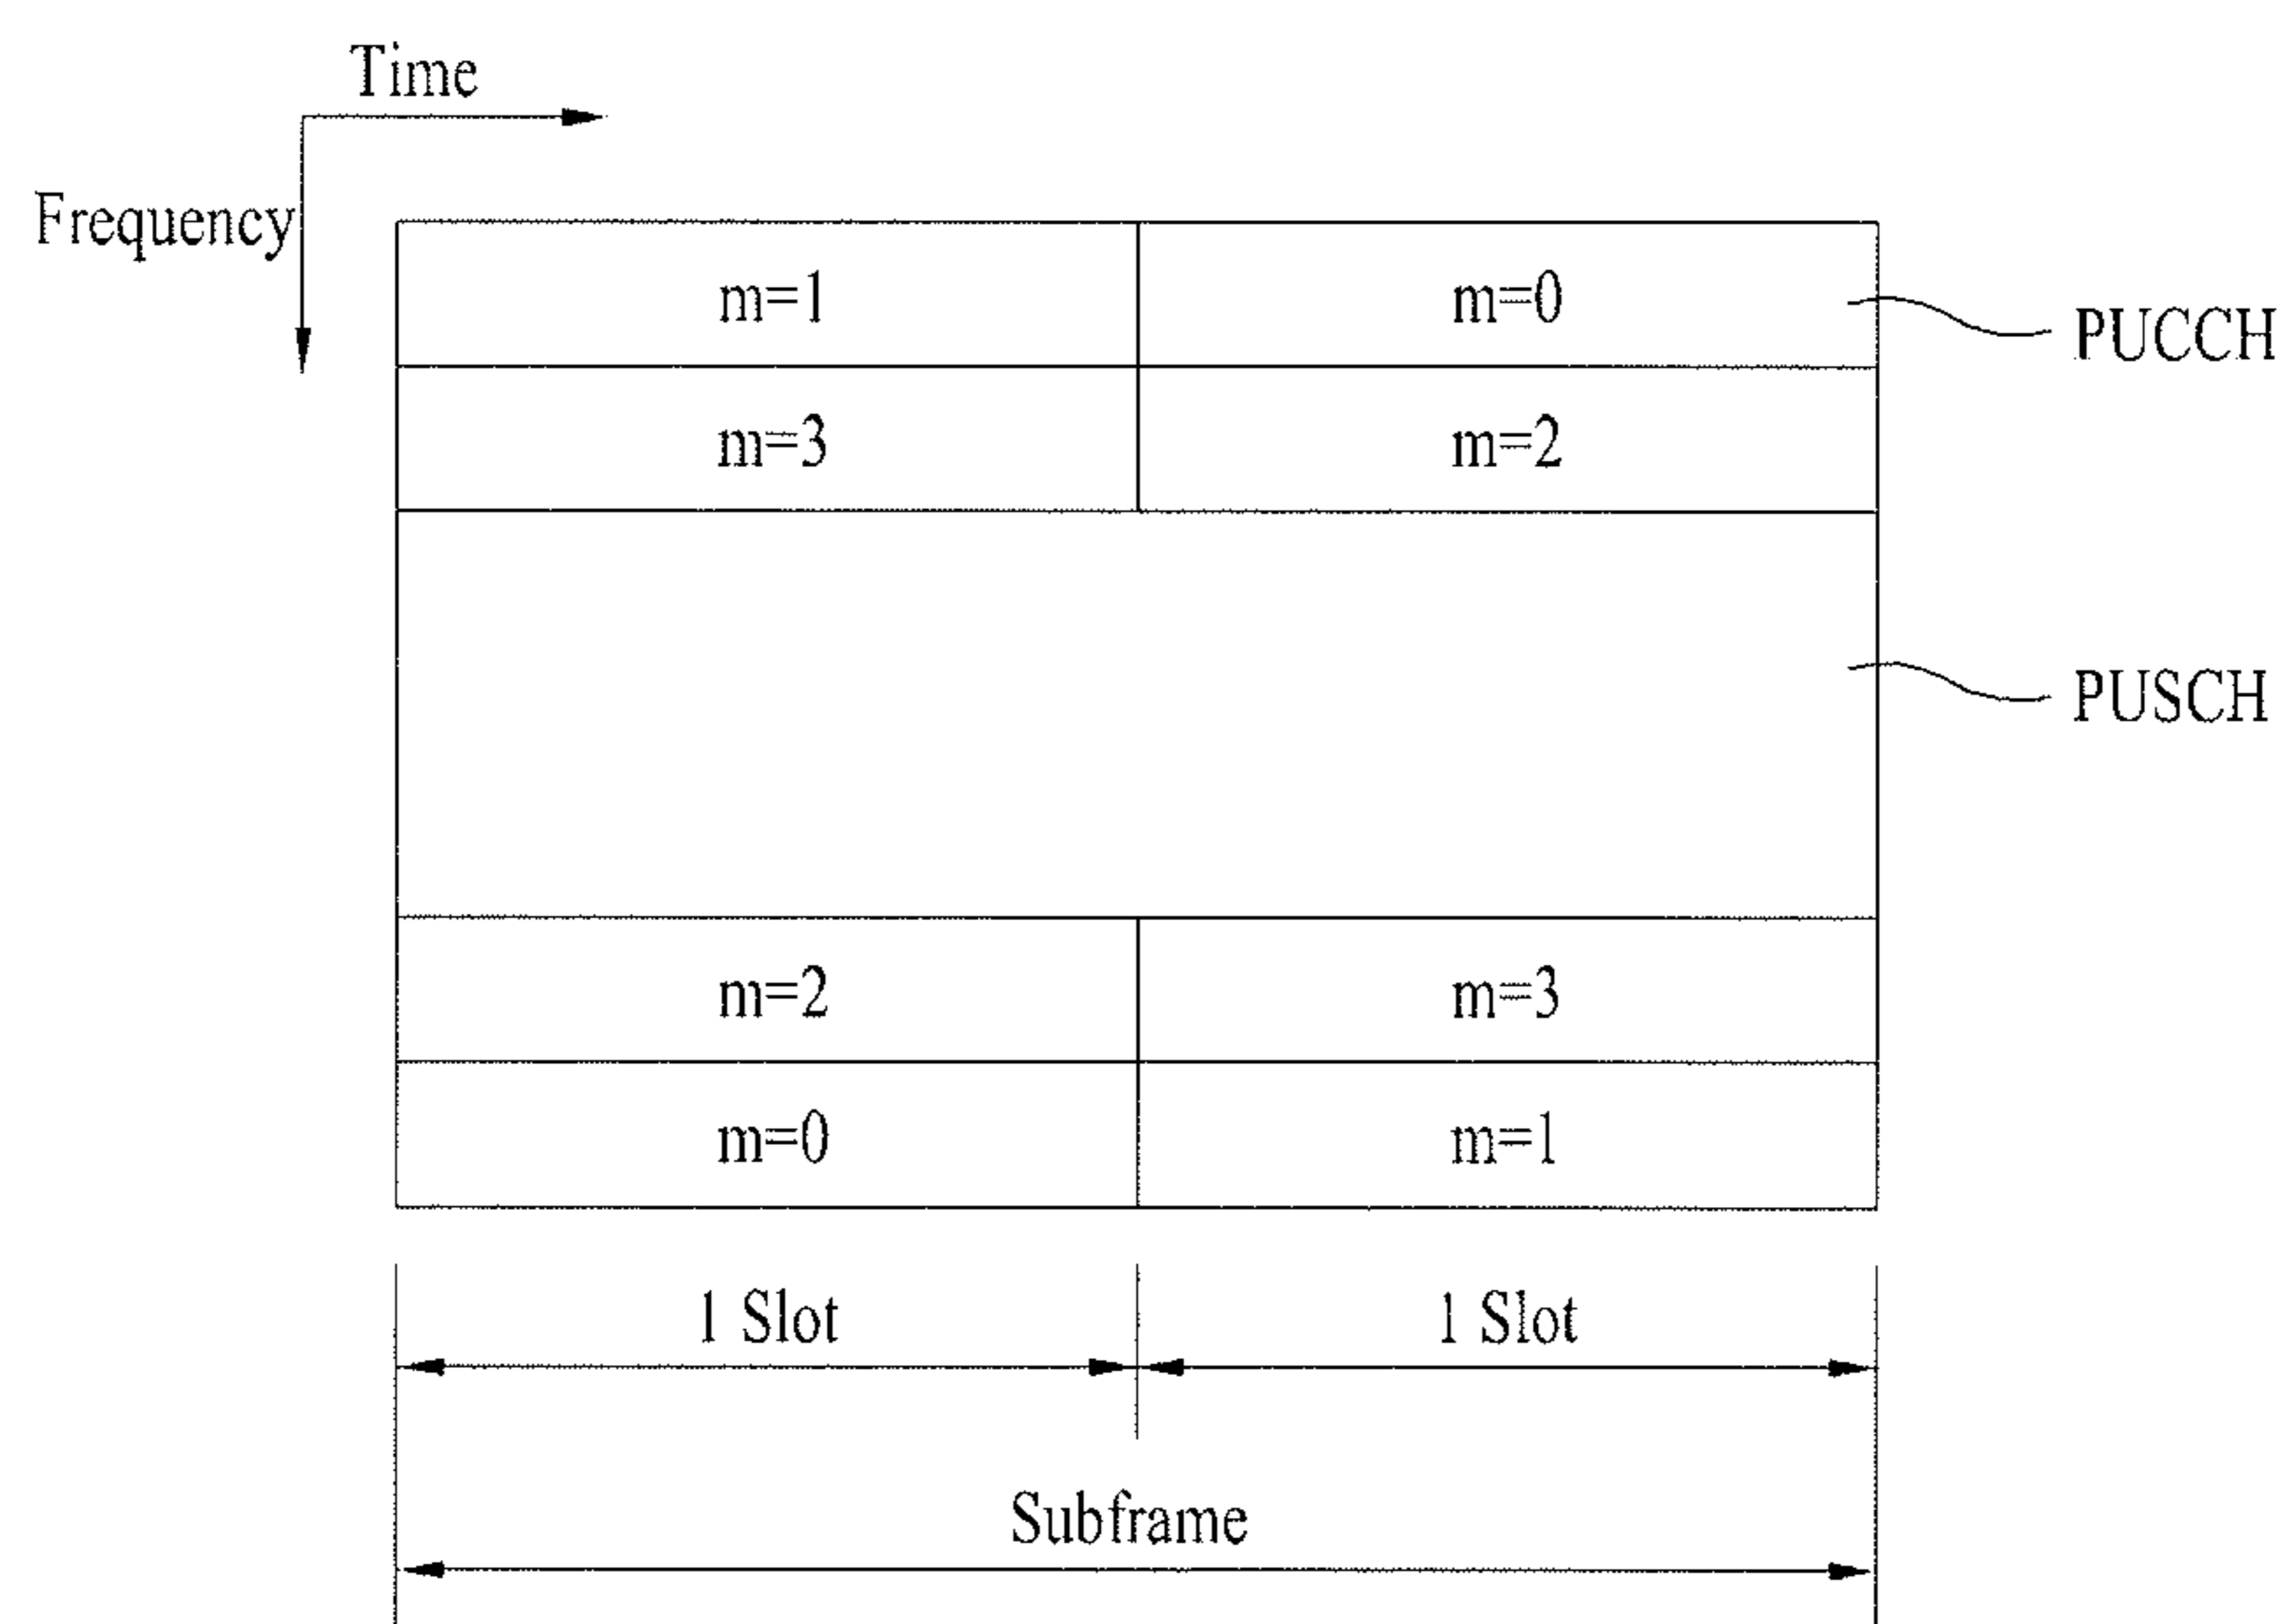 Time
Frequency
m=1 m=0
PUCCH
m=3 m=2
PUSCH
m=2 m=3
m=0 m=1
1 Slot 1 Slot
Subframe